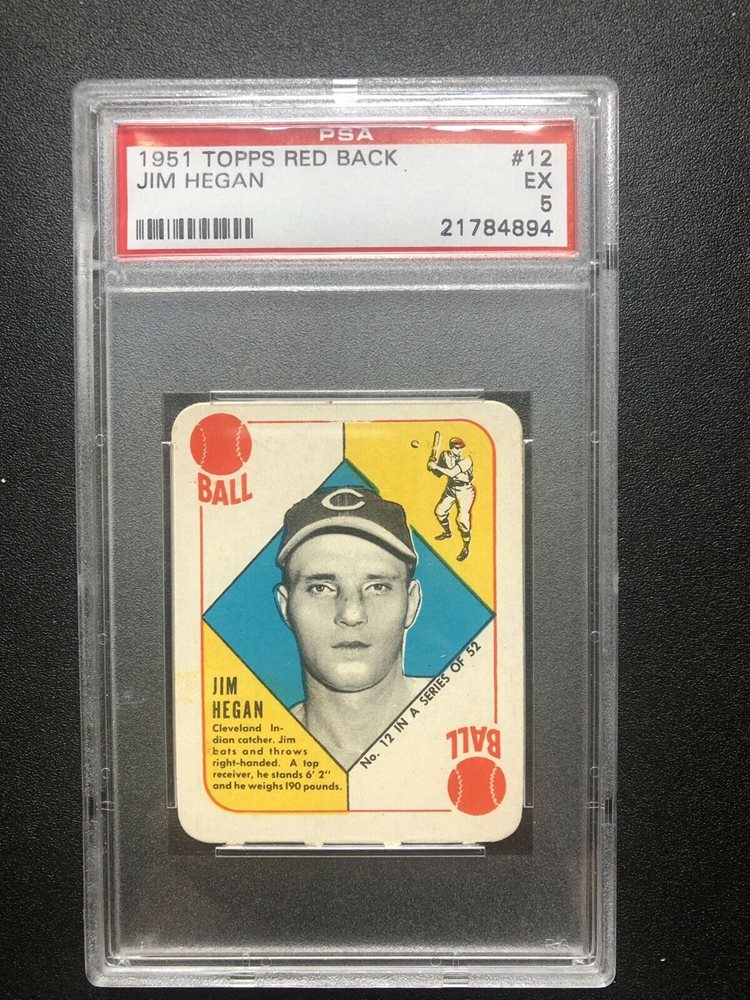 PSA
1951 TOPPS RED BACK #12
JIM HEGAN EX
5
21784894
BALL
C
JIM
HEGAN
Cleveland In-
dian catcher. Jim
bats and throws
right-handed. A top
receiver, he stands 6' 2"
and he weighs 190 pounds.
No. 12 IN A SERIES OF 52
BALL